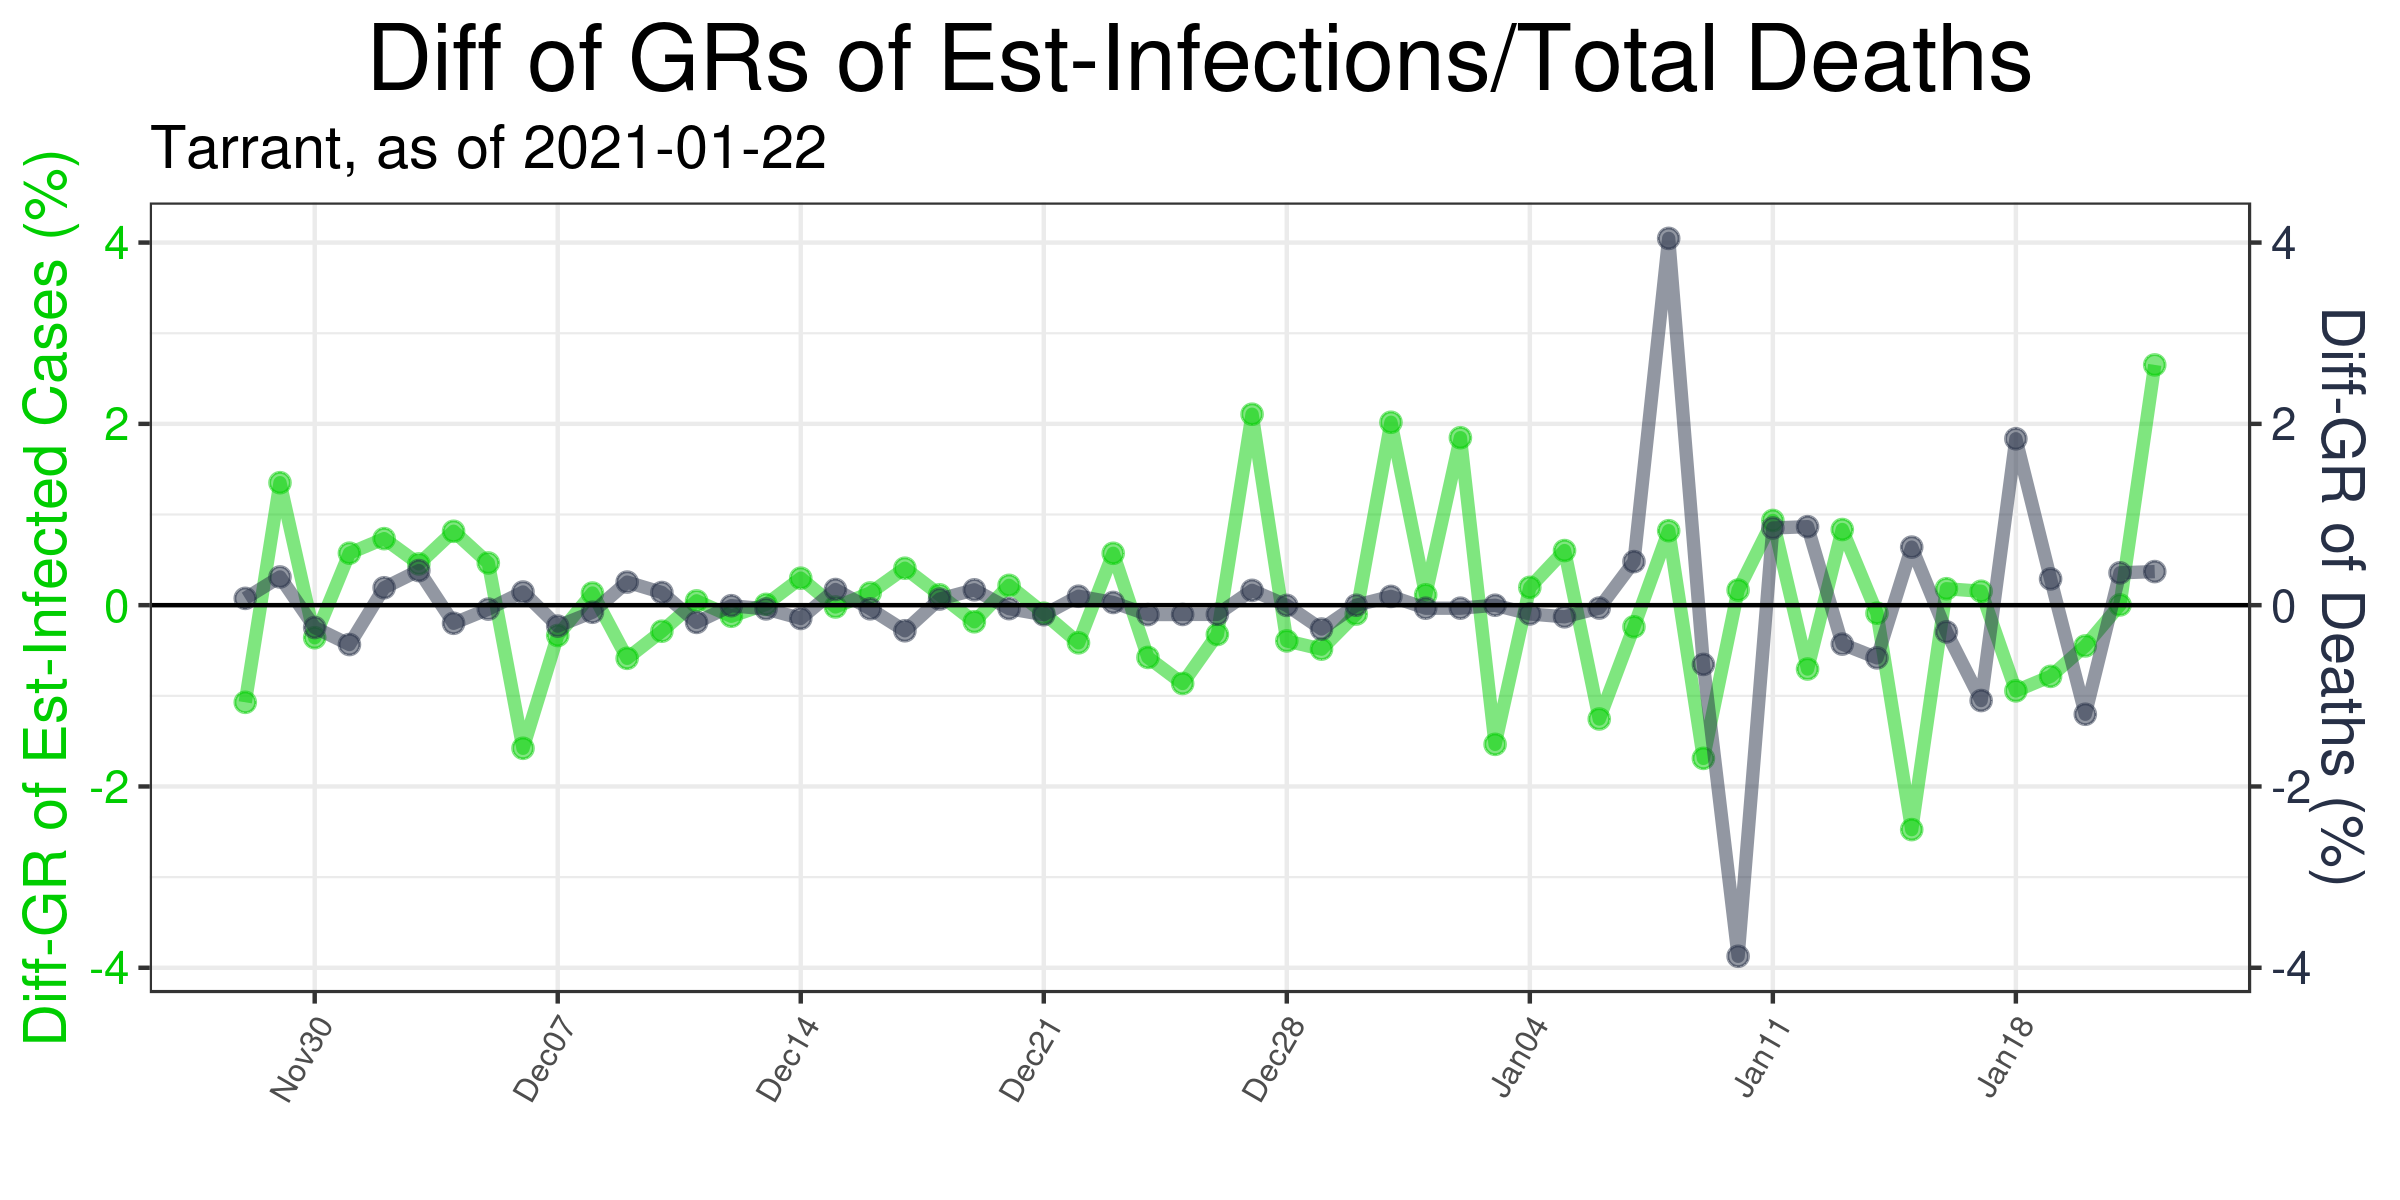 Diff of GRs of Est-Infections/Total Deaths
Tarrant, as of 2021-01-22
Diff-GR of Est-Infected Cases (%)
4
2
0
-2
-4
4
2
0
-2
-4
Diff-GR of Deaths (%)
Nov30
Dec07
Dec14
Dec21
Dec28
Jan04
Jan11
Jan18